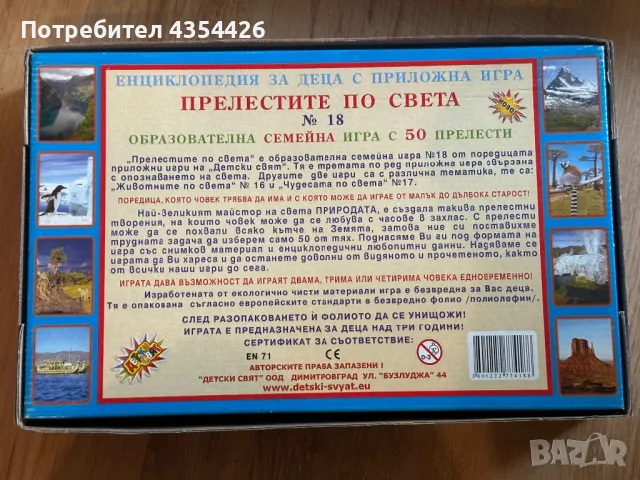 Потребител 4354426
ЕНЦИКЛОПЕДИЯ ЗА ДЕЦА С ПРИЛОЖНА ИГРА
ПРЕЛЕСТИТЕ ПО СВЕТА
НОВО!
№ 18
ОБРАЗОВАТЕЛНА СЕМЕЙНА ИГРА С 50 ПРЕЛЕСТИ
„Прелестите по света“ е образователна семейна игра №18 от поредицата
приложни игри на „Детски свят“. Тя е третата по ред приложна игра свързана
с опознаването на света. Другите две игри са с различна тематика, те са:
„Животните по света“ № 16 и „Чудесата по света“ №17.
ПОРЕДИЦА, КОЯТО ЧОВЕК ТРЯБВА ДА ИМА И С КОЯТО МОЖЕ ДА ИГРАЕ ОТ МАЛЪК ДО ДЪЛБОКА СТАРОСТ!
Най-великият майстор на света ПРИРОДАТА, е създала такива прелестни
творения, на които човек може да се любува с часове в захлас. С прелести
може да се похвали всяко кътче на Земята, затова ние си поставихме
трудната задача да изберем само 50 от тях. Поднасяме Ви ги под формата на
игра със снимков материал и енциклопедични любопитни данни. Надяваме се
играта да Ви хареса и да останете доволни от видяното и прочетеното, както
от всички наши игри до сега.
ИГРАТА ДАВА ВЪЗМОЖНОСТ ДА ИГРАЯТ ДВАМА, ТРИМА ИЛИ ЧЕТИРИМА ЧОВЕКА ЕДНОВРЕМЕННО!
Изработената от екологично чисти материали игра е безвредна за Вас деца.
Тя е опакована съгласно европейските стандарти в безвредно фолио /полиолефин/.
СЛЕД РАЗОПАКОВАНЕТО Ѝ ФОЛИОТО ДА СЕ УНИЩОЖИ!
ИГРАТА Е ПРЕДНАЗНАЧЕНА ЗА ДЕЦА НАД ТРИ ГОДИНИ!
СЕРТИФИКАТ ЗА СЪОТВЕТСТВИЕ:
EN 71 CE 0-3
АВТОРСКИТЕ ПРАВА ЗАПАЗЕНИ !
"ДЕТСКИ СВЯТ" ООД ДИМИТРОВГРАД УЛ. "БУЗЛУДЖА" 44
www.detski-svyat.eu
BAZAR